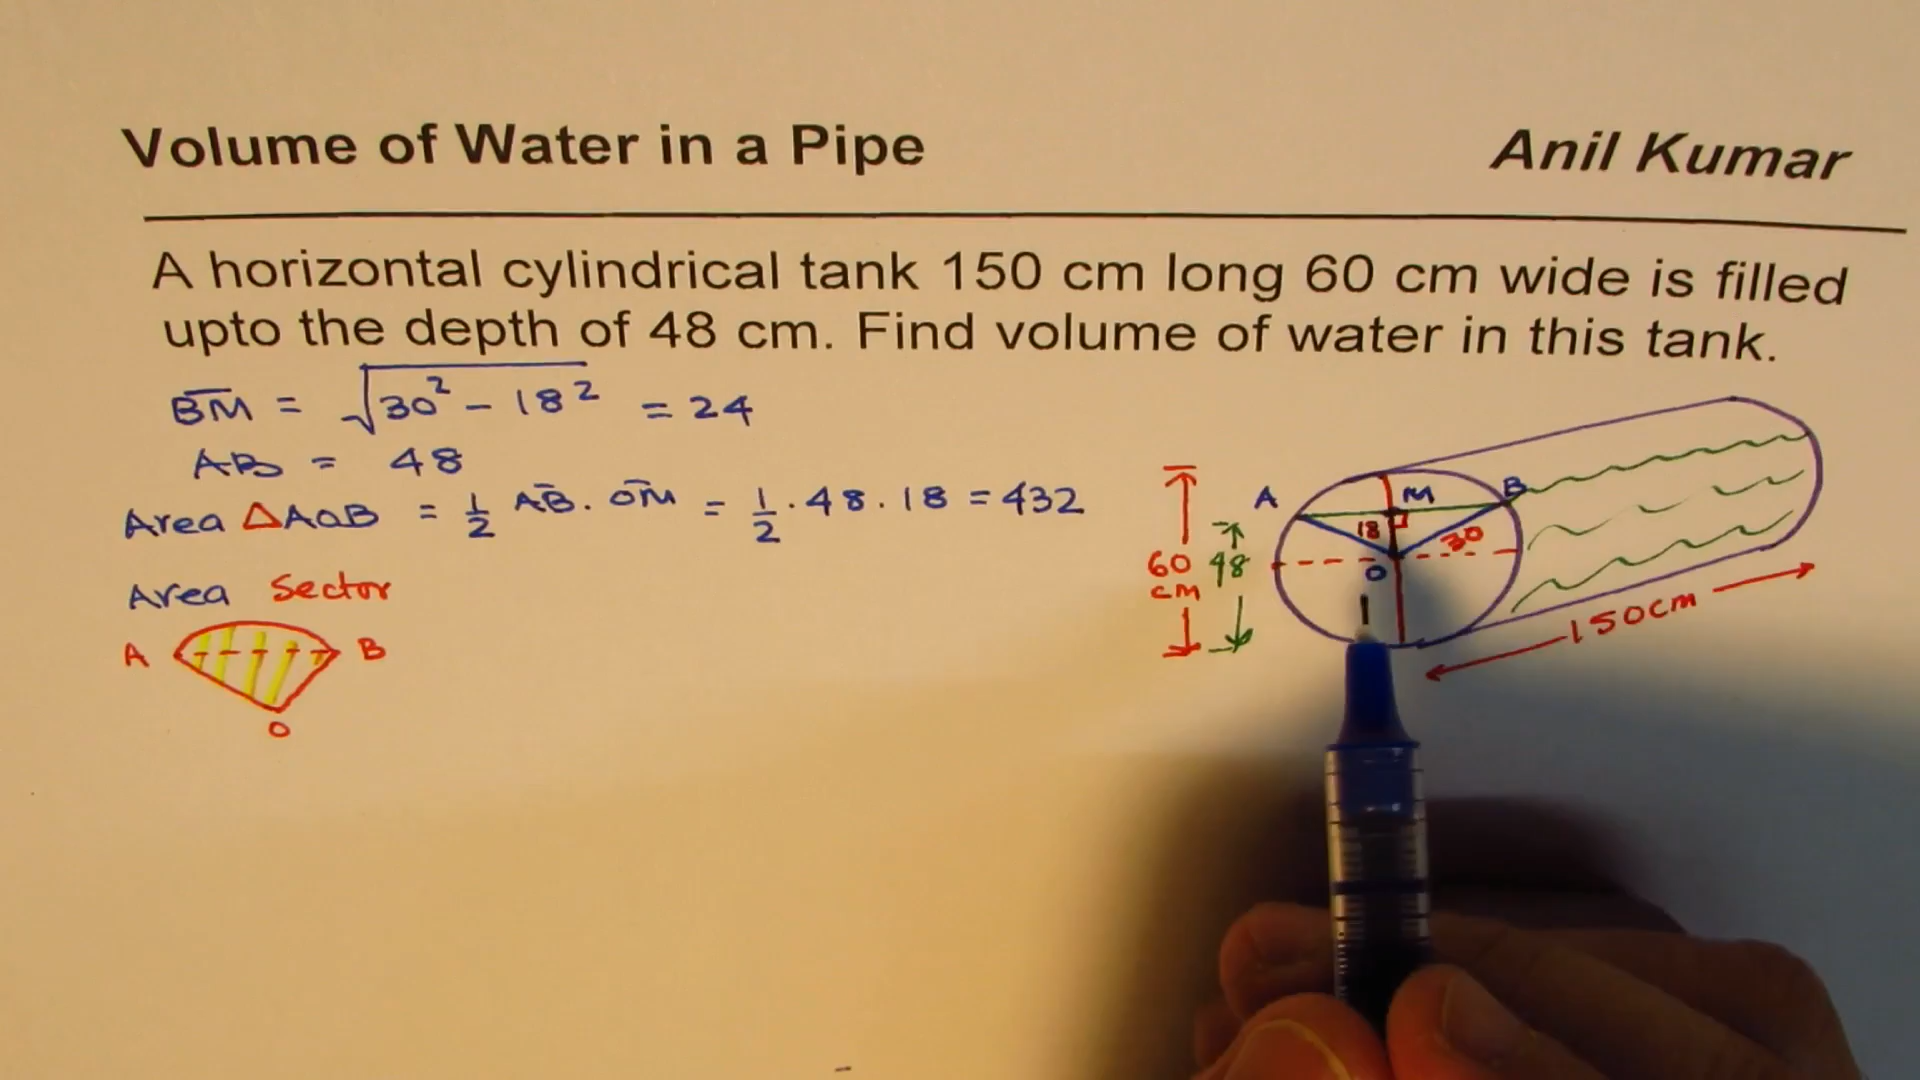 Volume of Water in a Pipe
Anil Kumar
A horizontal cylindrical tank 150 cm long 60 cm wide is filled
upto the depth of 48 cm. Find volume of water in this tank.
BM = √30² - 18² = 24
AB = 48
Area △AOB = 1/2 AB. OM = 1/2 . 48 . 18 = 432
Area Sector
A B
O
A M B
18 30
O
60 cm
48
150cm